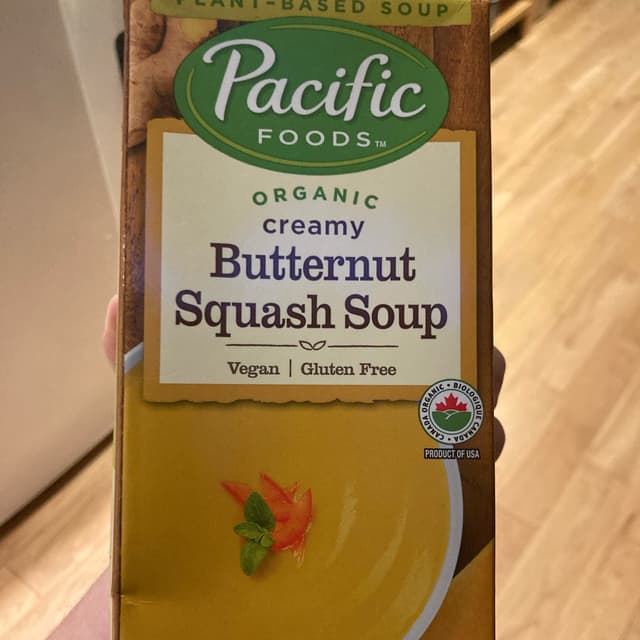 PLANT-BASED SOUP
Pacific
FOODS™
ORGANIC
creamy
Butternut
Squash Soup
Vegan | Gluten Free
CANADA ORGANIC • BIOLOGIQUE CANADA •
PRODUCT OF USA